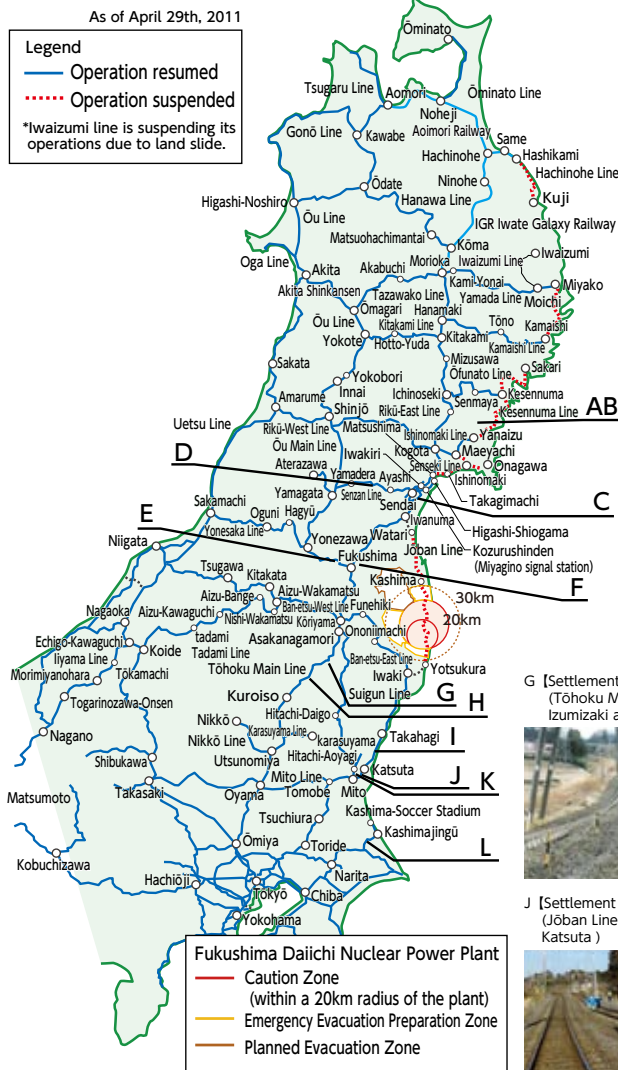 As of April 29th, 2011
Legend
Operation resumed
Operation suspended
*Iwaizumi line is suspending its
operations due to land slide.
Ōminato
Tsugaru Line
Aomori
Ōminato Line
Noheji
Gonō Line
Kawabe
Aoimori Railway
Same
Hachinohe
Hashikami
Hachinohe Line
Ōdate
Ninohe
Kuji
Higashi-Noshiro
Hanawa Line
Ōu Line
IGR Iwate Galaxy Railway
Matsuohachimantai
Kōma
Oga Line
Morioka
Iwaizumi Line
Iwaizumi
Akita
Akabuchi
Kami-Yonai
Miyako
Akita Shinkansen
Tazawako Line
Yamada Line
Moichi
Ōmagari
Hanamaki
Ōu Line
Kitakami Line
Tōno
Kamaishi
Yokote
Hotto-Yuda
Kitakami
Kamaishi Line
Mizusawa
Sakari
Sakata
Yokobori
Ōfunato Line
Innai
Ichinoseki
Kesennuma
Amarume
Senmaya
Shinjō
Rikū-East Line
Kesennuma Line
AB
Uetsu Line
Rikū-West Line
Matsushima
Ishinomaki Line
Yanaizu
Ōu Main Line
Kogota
D
Iwakiri
Maeyachi
Aterazawa
Yamadera
Ayashi
Senseki Line
Onagawa
Ishinomaki
Yamagata
Senzan Line
Takagimachi
C
Sakamachi
Sendai
E
Oguni
Hagyū
Iwanuma
Higashi-Shiogama
Yonesaka Line
Watari
Niigata
Yonezawa
Jōban Line
Kozurushinden
(Miyagino signal station)
Fukushima
F
Tsugawa
Kashima
Kitakata
30km
Aizu-Bange
Aizu-Wakamatsu
Nagaoka
Ban-etsu-West Line
Funehiki
20km
Aizu-Kawaguchi
Nishi-Wakamatsu
Kōriyama
Echigo-Kawaguchi
tadami
Asakanagamori
Ononiimachi
Koide
Iiyama Line
Tadami Line
Ban-etsu-East Line
Yotsukura
Tōkamachi
Tōhoku Main Line
Iwaki
Morimiyanohara
Suigun Line
G
H
Togarinozawa-Onsen
Kuroiso
Nikkō
Hitachi-Daigo
Karasuyama Line
Takahagi
I
Nagano
Nikkō Line
karasuyama
Shibukawa
Utsunomiya
Hitachi-Aoyagi
Katsuta
J
Mito Line
K
Takasaki
Oyama
Tomobe
Mito
Matsumoto
Kashima-Soccer Stadium
Tsuchiura
Kashimajingū
Ōmiya
Toride
L
Kobuchizawa
Narita
Hachiōji
Tokyō
Chiba
Yokohama
Fukushima Daiichi Nuclear Power Plant
Caution Zone
(within a 20km radius of the plant)
Emergency Evacuation Preparation Zone
Planned Evacuation Zone
G【Settlement
(Tōhoku M
Izumizaki a
J【Settlement
(Jōban Line
Katsuta )